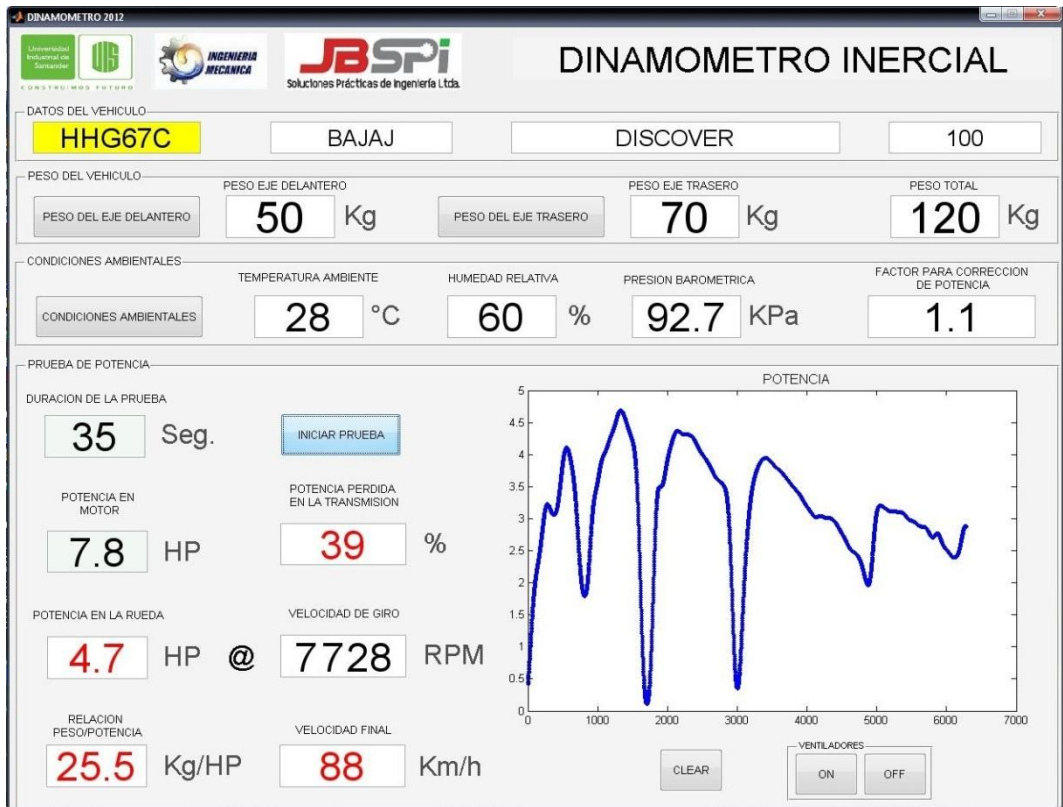 DINAMOMETRO 2012
Universidad
Industrial de
Santander
UIS
CONSTRUIMOS FUTURO
INGENIERIA
MECANICA
JBSPi
Soluciones Prácticas de Ingeniería Ltda.
DINAMOMETRO INERCIAL
DATOS DEL VEHICULO
HHG67C BAJAJ DISCOVER 100
PESO DEL VEHICULO
PESO EJE DELANTERO PESO EJE TRASERO PESO TOTAL
PESO DEL EJE DELANTERO 50 Kg PESO DEL EJE TRASERO 70 Kg 120 Kg
CONDICIONES AMBIENTALES
TEMPERATURA AMBIENTE HUMEDAD RELATIVA PRESION BAROMETRICA FACTOR PARA CORRECCION
DE POTENCIA
CONDICIONES AMBIENTALES 28 °C 60 % 92.7 KPa 1.1
PRUEBA DE POTENCIA
DURACION DE LA PRUEBA
35 Seg. INICIAR PRUEBA
POTENCIA EN
MOTOR
7.8 HP
POTENCIA PERDIDA
EN LA TRANSMISION
39 %
POTENCIA EN LA RUEDA VELOCIDAD DE GIRO
4.7 HP @ 7728 RPM
RELACION
PESO/POTENCIA
25.5 Kg/HP
VELOCIDAD FINAL
88 Km/h
POTENCIA
5
4.5
4
3.5
3
2.5
2
1.5
1
0.5
0
0 1000 2000 3000 4000 5000 6000 7000
CLEAR
VENTILADORES
ON OFF